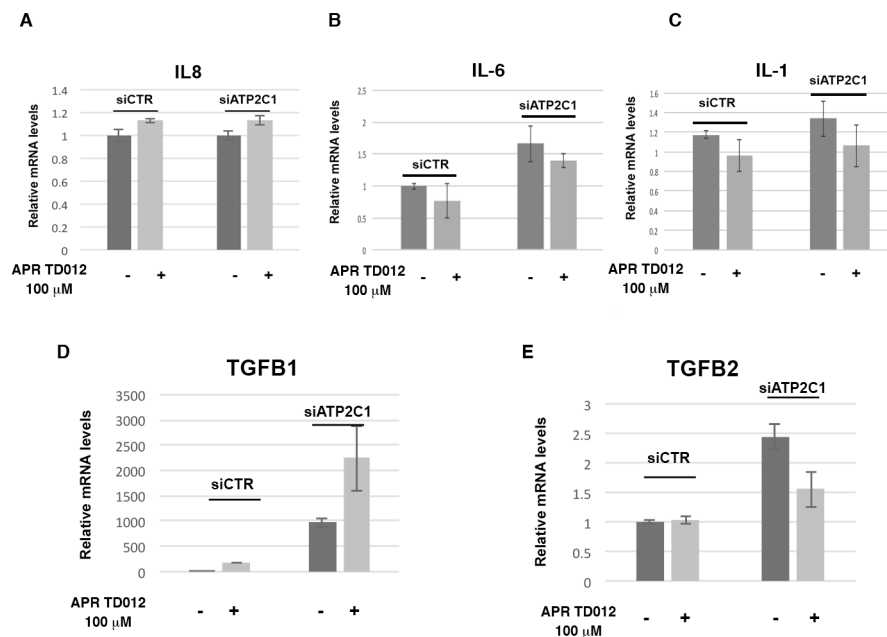 A
IL8
Relative mRNA levels
1.4
1.2
1
0.8
0.6
0.4
0.2
0
siCTR
siATP2C1
APR TD012
100 μM
- + - +
B
IL-6
Relative mRNA levels
2.5
2
1.5
1
0.5
0
siCTR
siATP2C1
- + - +
C
IL-1
Relative mRNA levels
1.6
1.4
1.2
1
0.8
0.6
0.4
0.2
0
siCTR
siATP2C1
APR TD012
100 μM
- + - +
D
TGFB1
Relative mRNA levels
3500
3000
2500
2000
1500
1000
500
0
siCTR
siATP2C1
APR TD012
100 μM
- + - +
E
TGFB2
Relative mRNA levels
3
2.5
2
1.5
1
0.5
0
siCTR
siATP2C1
APR TD012
100 μM
- + - +